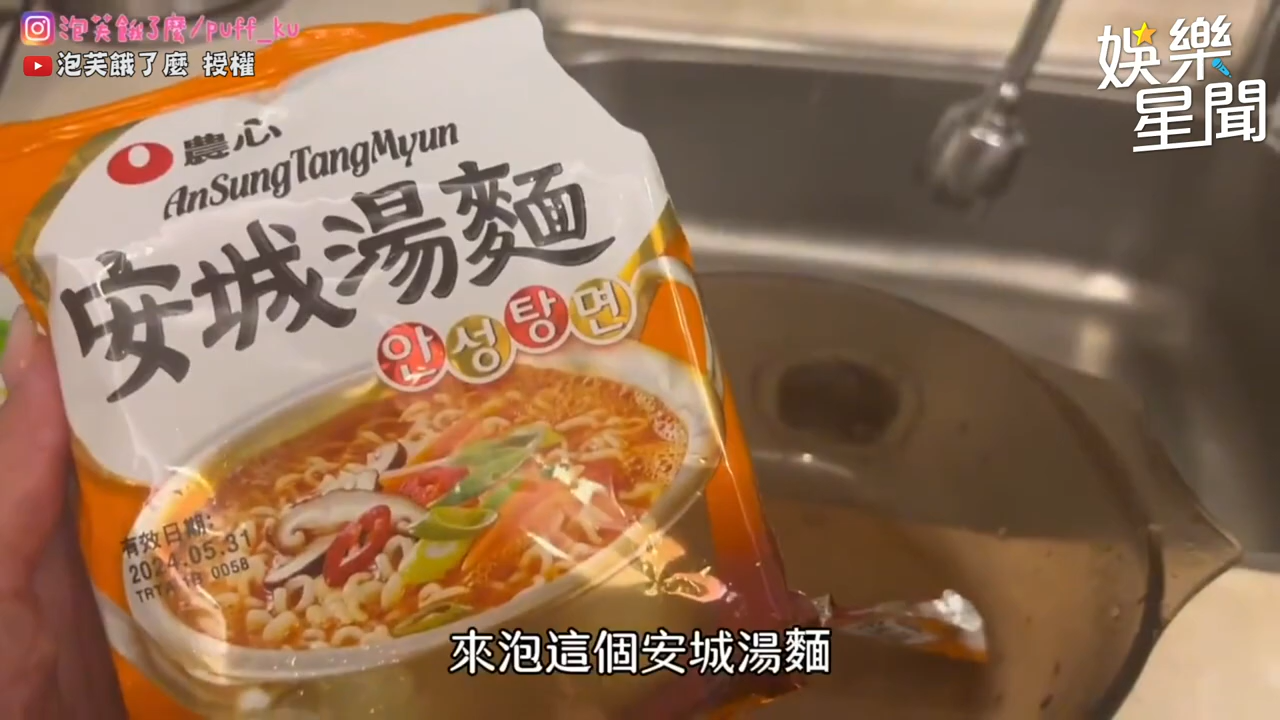 泡芙餓了麼/puff_ku
泡芙餓了麼 授權
娛樂
星聞
農心
AnSungTangMyun
安城湯麵
안성탕면
有效日期:
2024.05.31
0058
來泡這個安城湯麵